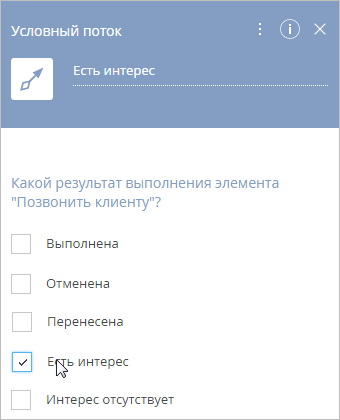 Условный поток
Есть интерес
Какой результат выполнения элемента
"Позвонить клиенту"?
Выполнена
Отменена
Перенесена
Есть интерес
Интерес отсутствует